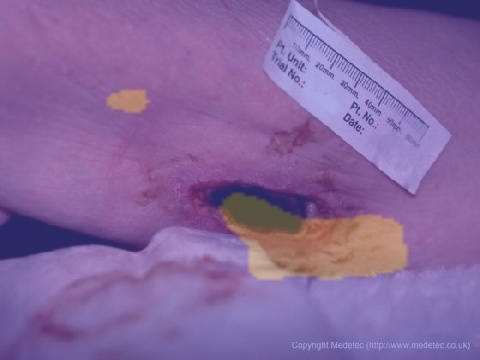 10mm 20mm 30mm 40mm 50mm
Pt. Unit:
Trial No.:
Pt. No.:
Date:
Copyright Medetec (http://www.medetec.co.uk)